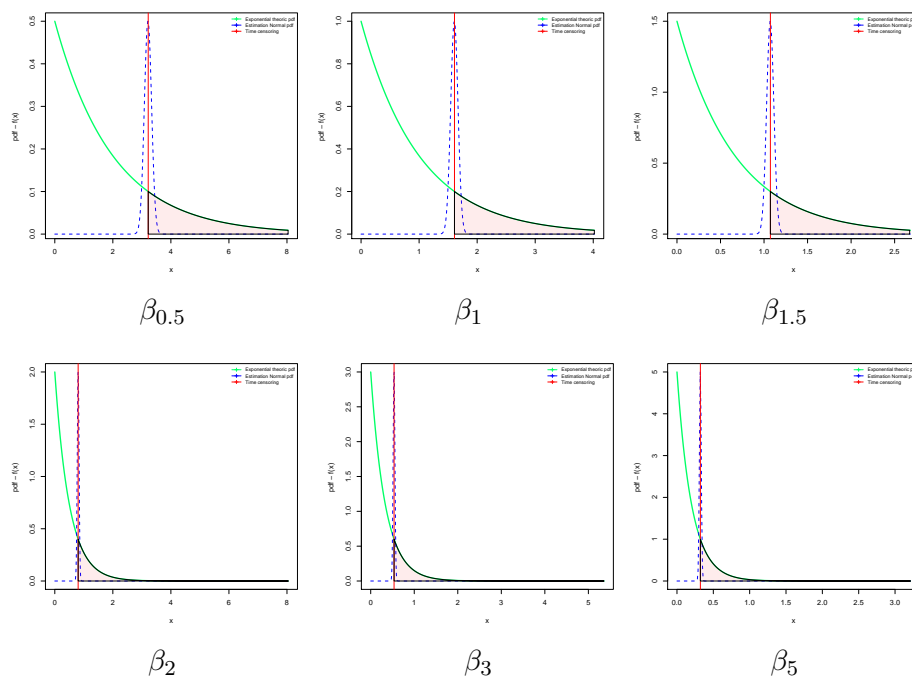 Exponential theoric pdf
Estimation Normal pdf
Time censoring
pdf − f(x)
0.5
0.4
0.3
0.2
0.1
0.0
0 2 4 6 8
x
β0.5
Exponential theoric pdf
Estimation Normal pdf
Time censoring
pdf − f(x)
1.0
0.8
0.6
0.4
0.2
0.0
0 1 2 3 4
x
β1
Exponential theoric pdf
Estimation Normal p
Time censoring
pdf − f(x)
1.5
1.0
0.5
0.0
0.0 0.5 1.0 1.5 2.0 2.5
x
β1.5
Exponential theoric pdf
Estimation Normal pdf
Time censoring
pdf − f(x)
2.0
1.5
1.0
0.5
0.0
0 2 4 6 8
x
β2
Exponential theoric pdf
Estimation Normal pdf
Time censoring
pdf − f(x)
3.0
2.5
2.0
1.5
1.0
0.5
0.0
0 1 2 3 4 5
x
β3
Exponential theoric p
Estimation Normal pd
Time censoring
pdf − f(x)
5
4
3
2
1
0
0.0 0.5 1.0 1.5 2.0 2.5 3.0
x
β5